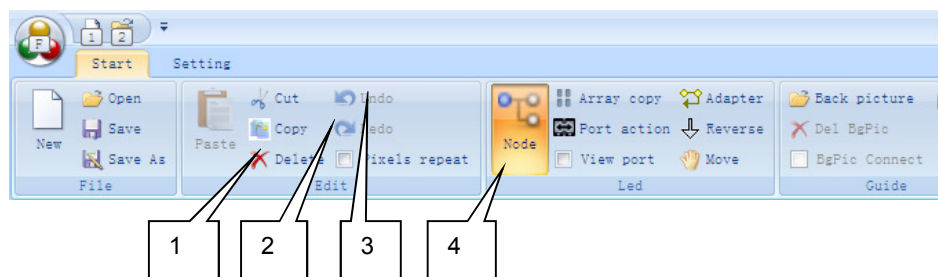 F 1 2
Start Setting
New Open Paste Cut Undo Node Array copy Adapter Back picture
Save Copy Redo Port action Reverse Del BgPic
Save As Delete Pixels repeat View port Move BgPic Connect
File Edit Led Guide
1 2 3 4